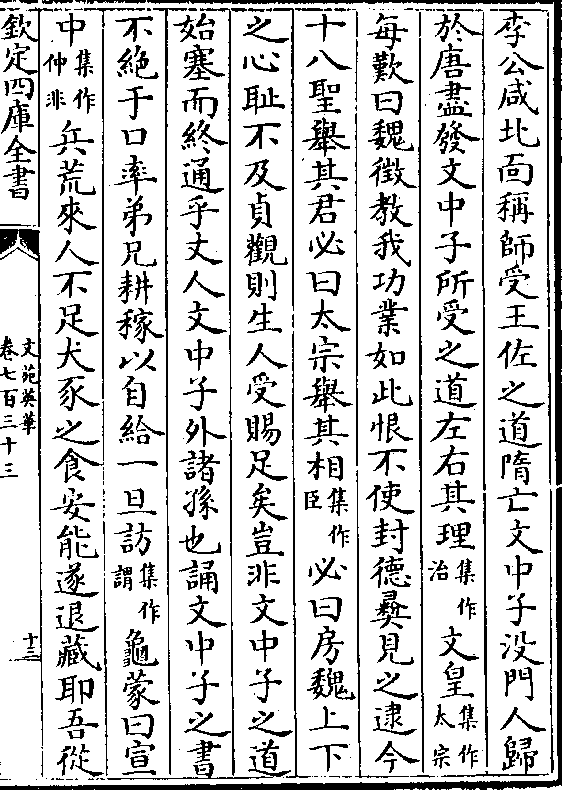 李公咸北面稱師受王佐之道隋亡文中子没門人歸
於唐盡發文中子所受之道左右其理集作治文皇集作太宗
每歎曰魏徵教我功業如此恨不使封德彞見之逮今
十八聖舉其君必曰太宗舉其相集作臣必曰房魏上下
之心耻不及貞觀則生人受賜足矣豈非文中子之道
始塞而終通乎丈人文中子外諸孫也誦文中子之書
不絶于口率弟兄耕稼以自給一旦訪集作謂龜蒙曰宣
中集作仲非兵荒來人不足犬豕之食安能遂退藏耶吾從
欽定四庫全書
文苑英華
卷七百三十三
十三